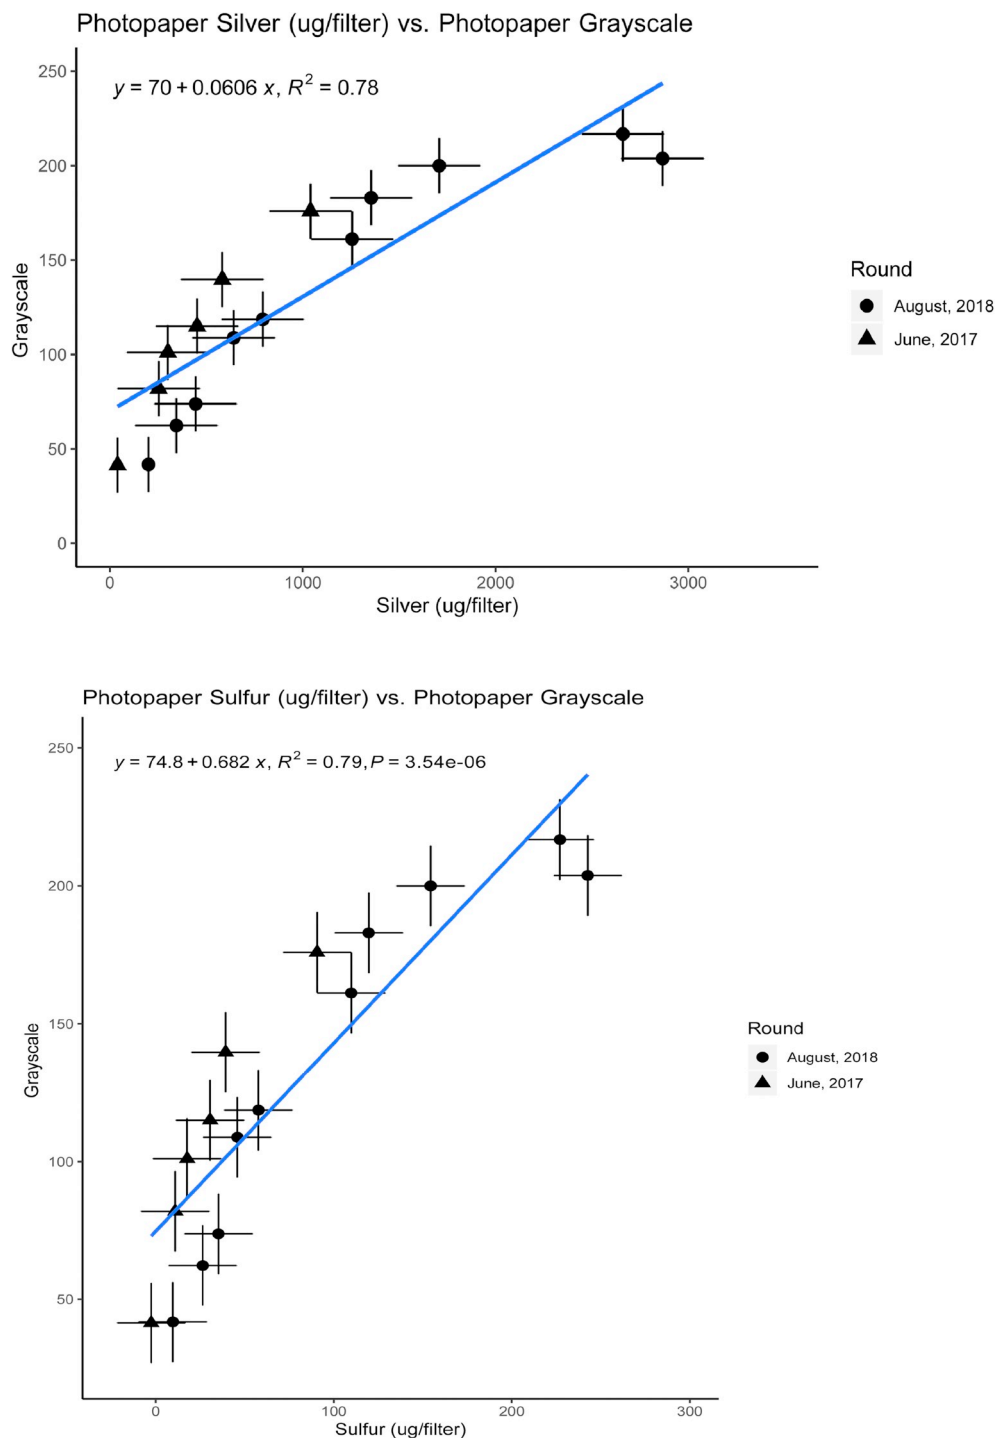 Photopaper Silver (ug/filter) vs. Photopaper Grayscale
y = 70 + 0.0606 x, R² = 0.78
250
200
150
100
50
0
Grayscale
0 1000 2000 3000
Silver (ug/filter)
Round
August, 2018
June, 2017
Photopaper Sulfur (ug/filter) vs. Photopaper Grayscale
y = 74.8 + 0.682 x, R² = 0.79, P = 3.54e-06
250
200
150
100
50
Grayscale
0 100 200 300
Sulfur (ug/filter)
Round
August, 2018
June, 2017